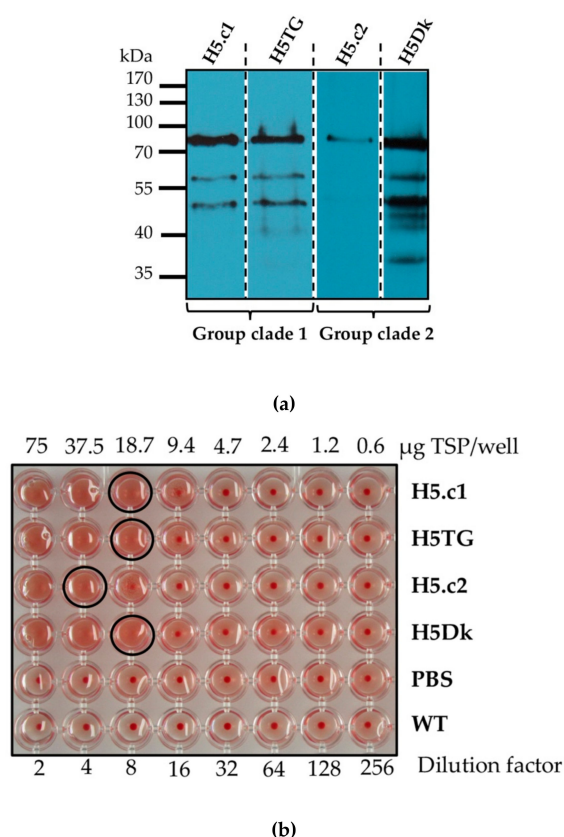 H5.c1 H5TG H5.c2 H5Dk
kDa
170
130
100
70
55
40
35
Group clade 1 Group clade 2
(a)
75 37.5 18.7 9.4 4.7 2.4 1.2 0.6 µg TSP/well
H5.c1
H5TG
H5.c2
H5Dk
PBS
WT
2 4 8 16 32 64 128 256 Dilution factor
(b)